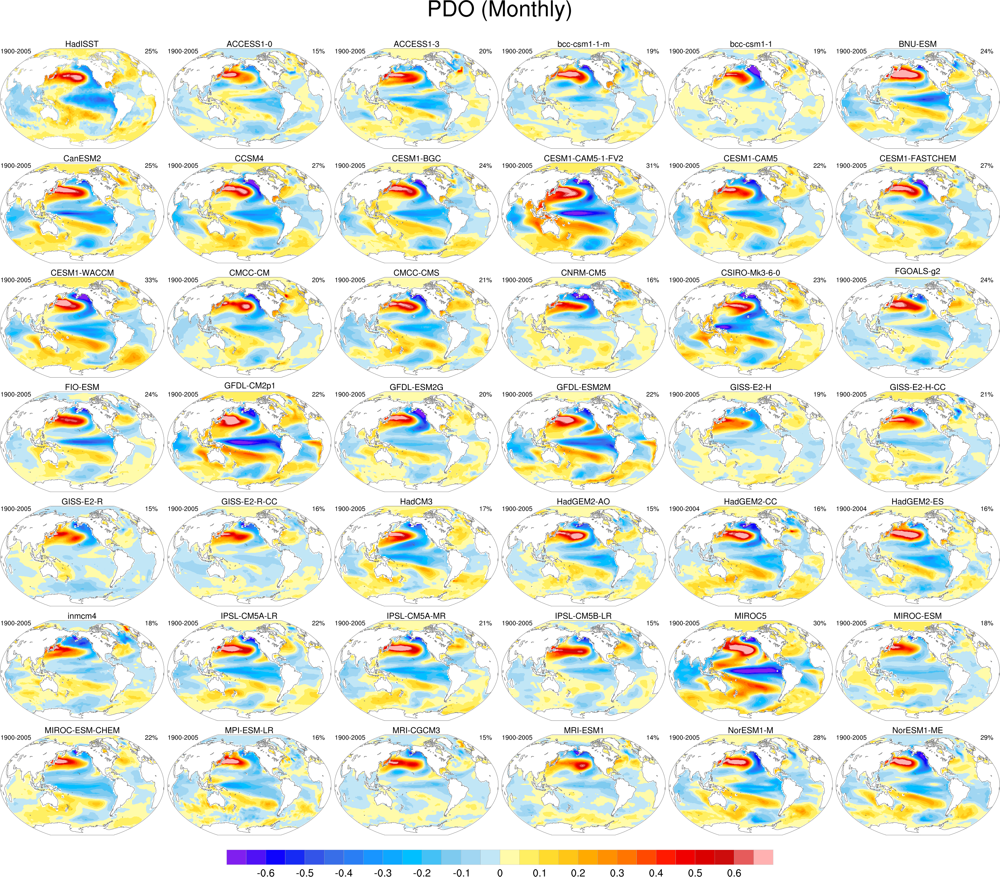 PDO (Monthly)
HadISST
1900-2005 25%
ACCESS1-0
1900-2005 15%
ACCESS1-3
1900-2005 20%
bcc-csm1-1-m
1900-2005 19%
bcc-csm1-1
1900-2005 19%
BNU-ESM
1900-2005 24%
CanESM2
1900-2005 25%
CCSM4
1900-2005 27%
CESM1-BGC
1900-2005 24%
CESM1-CAM5-1-FV2
1900-2005 31%
CESM1-CAM5
1900-2005 22%
CESM1-FASTCHEM
1900-2005 27%
CESM1-WACCM
1900-2005 33%
CMCC-CM
1900-2005 20%
CMCC-CMS
1900-2005 21%
CNRM-CM5
1900-2005 16%
CSIRO-Mk3-6-0
1900-2005 23%
FGOALS-g2
1900-2005 24%
FIO-ESM
1900-2005 24%
GFDL-CM2p1
1900-2005 22%
GFDL-ESM2G
1900-2005 20%
GFDL-ESM2M
1900-2005 22%
GISS-E2-H
1900-2005 19%
GISS-E2-H-CC
1900-2005 21%
GISS-E2-R
1900-2005 15%
GISS-E2-R-CC
1900-2005 16%
HadCM3
1900-2005 17%
HadGEM2-AO
1900-2005 15%
HadGEM2-CC
1900-2004 16%
HadGEM2-ES
1900-2004 16%
inmcm4
1900-2005 18%
IPSL-CM5A-LR
1900-2005 22%
IPSL-CM5A-MR
1900-2005 21%
IPSL-CM5B-LR
1900-2005 15%
MIROC5
1900-2005 30%
MIROC-ESM
1900-2005 18%
MIROC-ESM-CHEM
1900-2005 22%
MPI-ESM-LR
1900-2005 16%
MRI-CGCM3
1900-2005 15%
MRI-ESM1
1900-2005 14%
NorESM1-M
1900-2005 28%
NorESM1-ME
1900-2005 29%
-0.6 -0.5 -0.4 -0.3 -0.2 -0.1 0 0.1 0.2 0.3 0.4 0.5 0.6